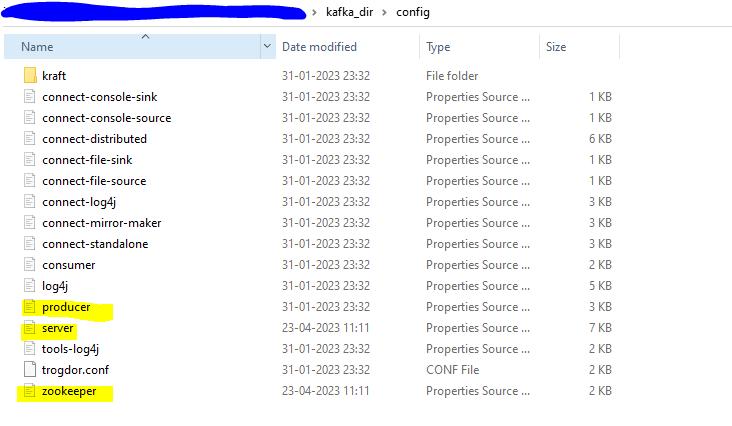 kafka_dir > config
Name Date modified Type Size
kraft 31-01-2023 23:32 File folder
connect-console-sink 31-01-2023 23:32 Properties Source ... 1 KB
connect-console-source 31-01-2023 23:32 Properties Source ... 1 KB
connect-distributed 31-01-2023 23:32 Properties Source ... 6 KB
connect-file-sink 31-01-2023 23:32 Properties Source ... 1 KB
connect-file-source 31-01-2023 23:32 Properties Source ... 1 KB
connect-log4j 31-01-2023 23:32 Properties Source ... 3 KB
connect-mirror-maker 31-01-2023 23:32 Properties Source ... 3 KB
connect-standalone 31-01-2023 23:32 Properties Source ... 3 KB
consumer 31-01-2023 23:32 Properties Source ... 2 KB
log4j 31-01-2023 23:32 Properties Source ... 5 KB
producer 31-01-2023 23:32 Properties Source ... 3 KB
server 23-04-2023 11:11 Properties Source ... 7 KB
tools-log4j 31-01-2023 23:32 Properties Source ... 2 KB
trogdor.conf 31-01-2023 23:32 CONF File 2 KB
zookeeper 23-04-2023 11:11 Properties Source ... 2 KB